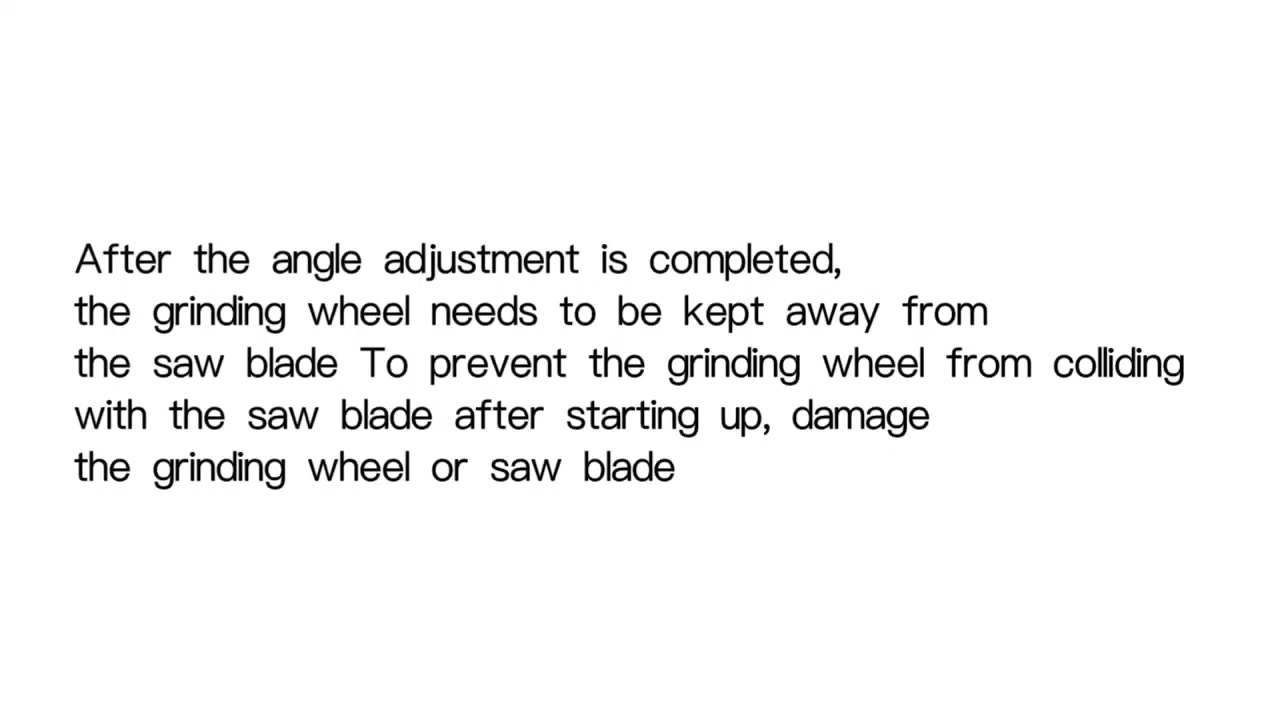 After the angle adjustment is completed,
the grinding wheel needs to be kept away from
the saw blade To prevent the grinding wheel from colliding
with the saw blade after starting up, damage
the grinding wheel or saw blade